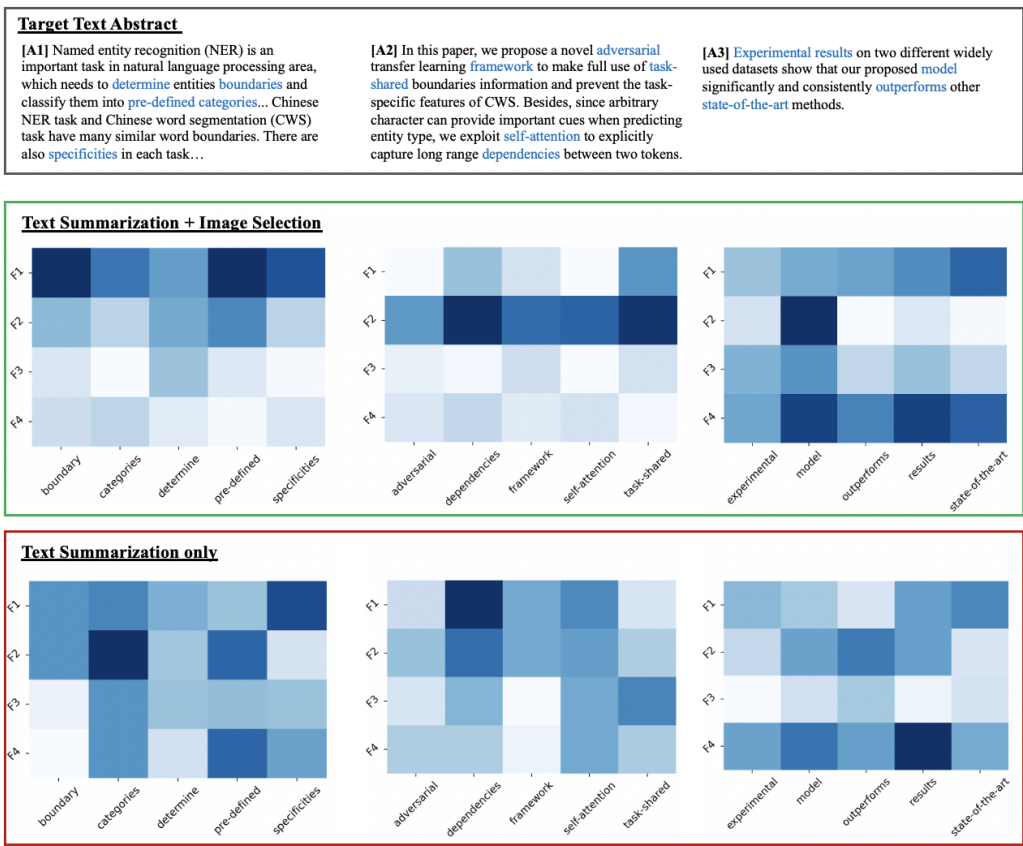 Target Text Abstract
[A1] Named entity recognition (NER) is an
important task in natural language processing area,
which needs to determine entities boundaries and
classify them into pre-defined categories... Chinese
NER task and Chinese word segmentation (CWS)
task have many similar word boundaries. There are
also specificities in each task…
[A2] In this paper, we propose a novel adversarial
transfer learning framework to make full use of task-
shared boundaries information and prevent the task-
specific features of CWS. Besides, since arbitrary
character can provide important cues when predicting
entity type, we exploit self-attention to explicitly
capture long range dependencies between two tokens.
[A3] Experimental results on two different widely
used datasets show that our proposed model
significantly and consistently outperforms other
state-of-the-art methods.
Text Summarization + Image Selection
F1
F2
F3
F4
boundary
categories
determine
pre-defined
specificities
F1
F2
F3
F4
adversarial
dependencies
framework
self-attention
task-shared
F1
F2
F3
F4
experimental
model
outperforms
results
state-of-the-art
Text Summarization only
F1
F2
F3
F4
boundary
categories
determine
pre-defined
specificities
F1
F2
F3
F4
adversarial
dependencies
framework
self-attention
task-shared
F1
F2
F3
F4
experimental
model
outperforms
results
state-of-the-art